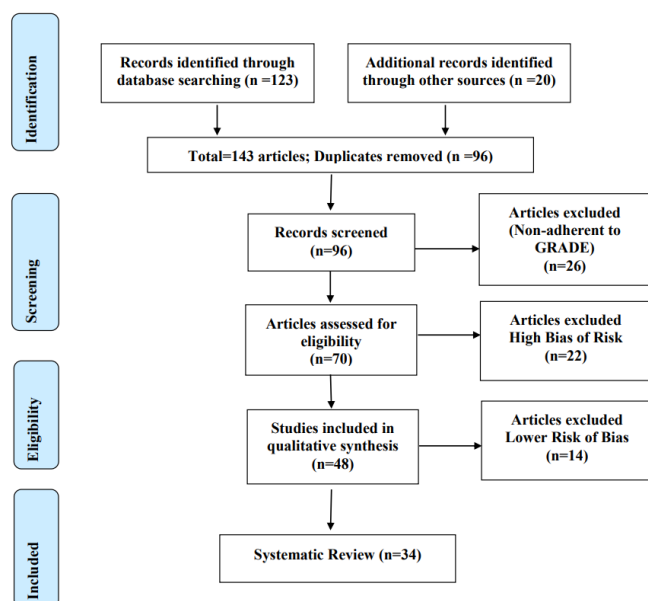 Identification
Records identified through
database searching (n =123)
Additional records identified
through other sources (n =20)
Total=143 articles; Duplicates removed (n =96)
Screening
Records screened
(n=96)
Articles excluded
(Non-adherent to
GRADE)
(n=26)
Articles assessed for
eligibility
(n=70)
Articles excluded
High Bias of Risk
(n=22)
Eligibility
Studies included in
qualitative synthesis
(n=48)
Articles excluded
Lower Risk of Bias
(n=14)
Included
Systematic Review (n=34)